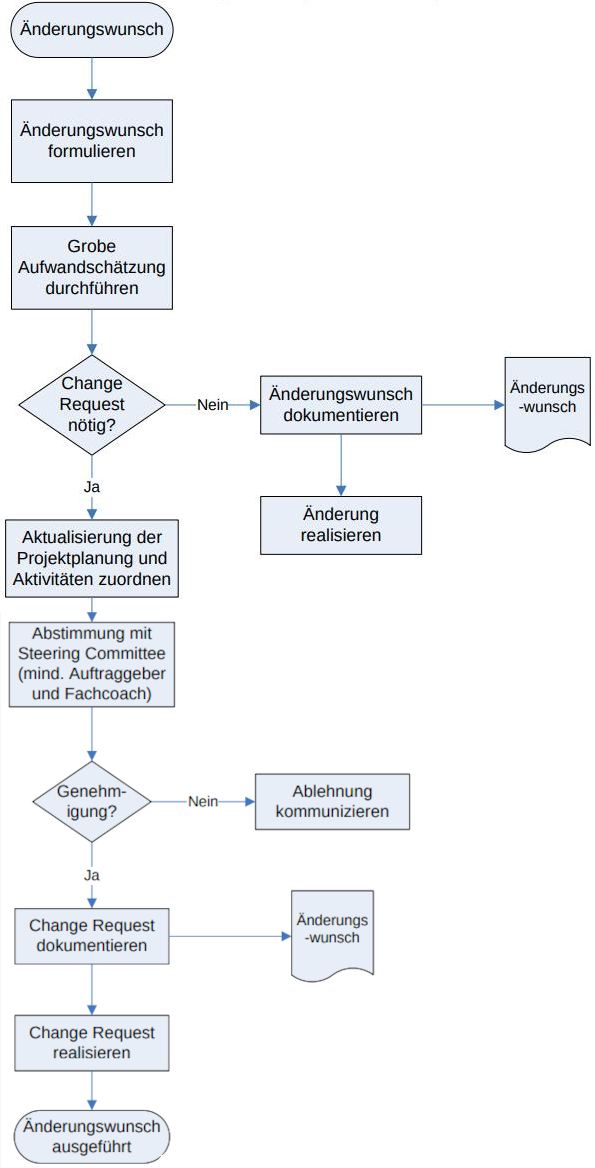 Änderungswunsch
Änderungswunsch
formulieren
Grobe
Aufwandschätzung
durchführen
Change
Request
nötig?
Nein
Änderungswunsch
dokumentieren
Änderungs
-wunsch
Änderung
realisieren
Ja
Aktualisierung der
Projektplanung und
Aktivitäten zuordnen
Abstimmung mit
Steering Committee
(mind. Auftraggeber
und Fachcoach)
Genehm-
igung?
Nein
Ablehnung
kommunizieren
Ja
Change Request
dokumentieren
Änderungs
-wunsch
Change Request
realisieren
Änderungswunsch
ausgeführt